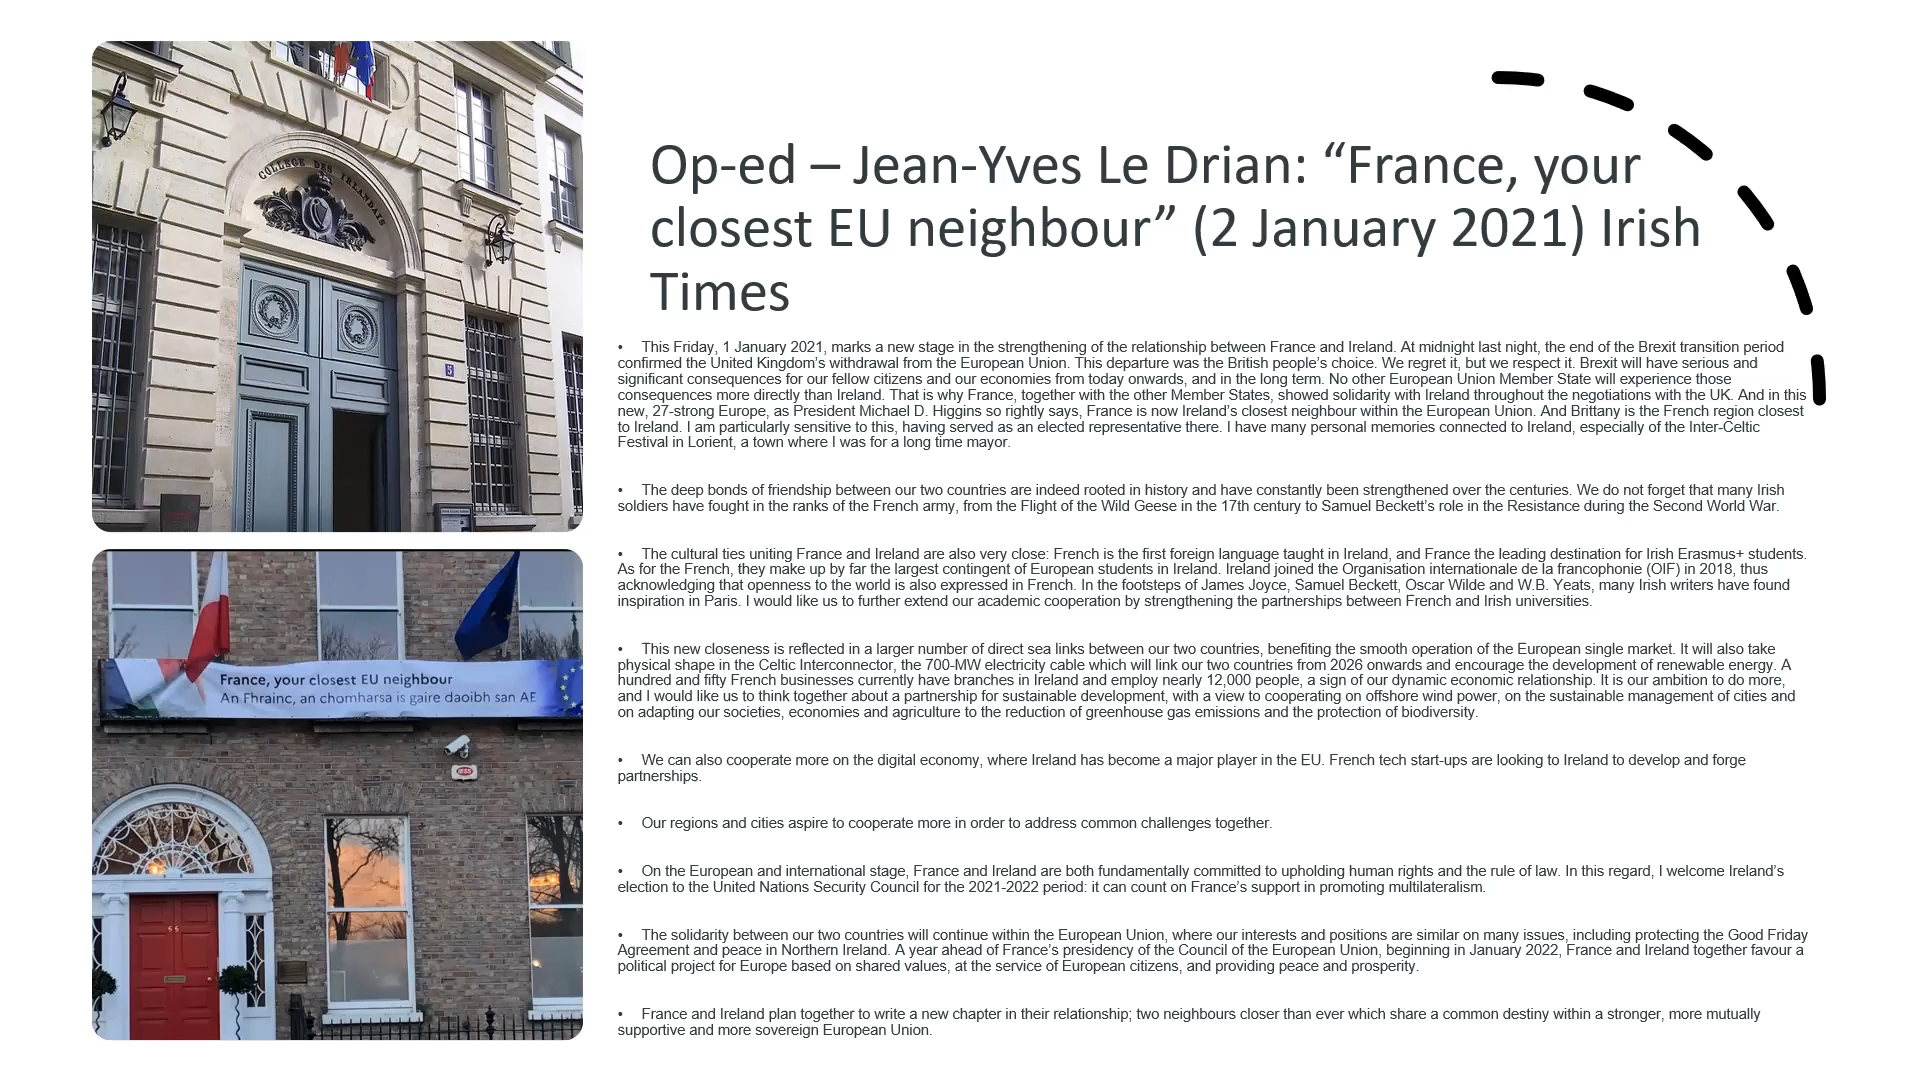 COLLEGE DES IRLANDAIS
5
France, your closest EU neighbour
An Fhrainc, an chomharsa is gaire daoibh san AE
Op-ed – Jean-Yves Le Drian: “France, your
closest EU neighbour” (2 January 2021) Irish
Times
• This Friday, 1 January 2021, marks a new stage in the strengthening of the relationship between France and Ireland. At midnight last night, the end of the Brexit transition period
confirmed the United Kingdom’s withdrawal from the European Union. This departure was the British people’s choice. We regret it, but we respect it. Brexit will have serious and
significant consequences for our fellow citizens and our economies from today onwards, and in the long term. No other European Union Member State will experience those
consequences more directly than Ireland. That is why France, together with the other Member States, showed solidarity with Ireland throughout the negotiations with the UK. And in this
new, 27-strong Europe, as President Michael D. Higgins so rightly says, France is now Ireland’s closest neighbour within the European Union. And Brittany is the French region closest
to Ireland. I am particularly sensitive to this, having served as an elected representative there. I have many personal memories connected to Ireland, especially of the Inter-Celtic
Festival in Lorient, a town where I was for a long time mayor.
• The deep bonds of friendship between our two countries are indeed rooted in history and have constantly been strengthened over the centuries. We do not forget that many Irish
soldiers have fought in the ranks of the French army, from the Flight of the Wild Geese in the 17th century to Samuel Beckett’s role in the Resistance during the Second World War.
• The cultural ties uniting France and Ireland are also very close: French is the first foreign language taught in Ireland, and France the leading destination for Irish Erasmus+ students.
As for the French, they make up by far the largest contingent of European students in Ireland. Ireland joined the Organisation internationale de la francophonie (OIF) in 2018, thus
acknowledging that openness to the world is also expressed in French. In the footsteps of James Joyce, Samuel Beckett, Oscar Wilde and W.B. Yeats, many Irish writers have found
inspiration in Paris. I would like us to further extend our academic cooperation by strengthening the partnerships between French and Irish universities.
• This new closeness is reflected in a larger number of direct sea links between our two countries, benefiting the smooth operation of the European single market. It will also take
physical shape in the Celtic Interconnector, the 700-MW electricity cable which will link our two countries from 2026 onwards and encourage the development of renewable energy. A
hundred and fifty French businesses currently have branches in Ireland and employ nearly 12,000 people, a sign of our dynamic economic relationship. It is our ambition to do more,
and I would like us to think together about a partnership for sustainable development, with a view to cooperating on offshore wind power, on the sustainable management of cities and
on adapting our societies, economies and agriculture to the reduction of greenhouse gas emissions and the protection of biodiversity.
• We can also cooperate more on the digital economy, where Ireland has become a major player in the EU. French tech start-ups are looking to Ireland to develop and forge
partnerships.
• Our regions and cities aspire to cooperate more in order to address common challenges together.
• On the European and international stage, France and Ireland are both fundamentally committed to upholding human rights and the rule of law. In this regard, I welcome Ireland’s
election to the United Nations Security Council for the 2021-2022 period: it can count on France’s support in promoting multilateralism.
• The solidarity between our two countries will continue within the European Union, where our interests and positions are similar on many issues, including protecting the Good Friday
Agreement and peace in Northern Ireland. A year ahead of France’s presidency of the Council of the European Union, beginning in January 2022, France and Ireland together favour a
political project for Europe based on shared values, at the service of European citizens, and providing peace and prosperity.
• France and Ireland plan together to write a new chapter in their relationship; two neighbours closer than ever which share a common destiny within a stronger, more mutually
supportive and more sovereign European Union.